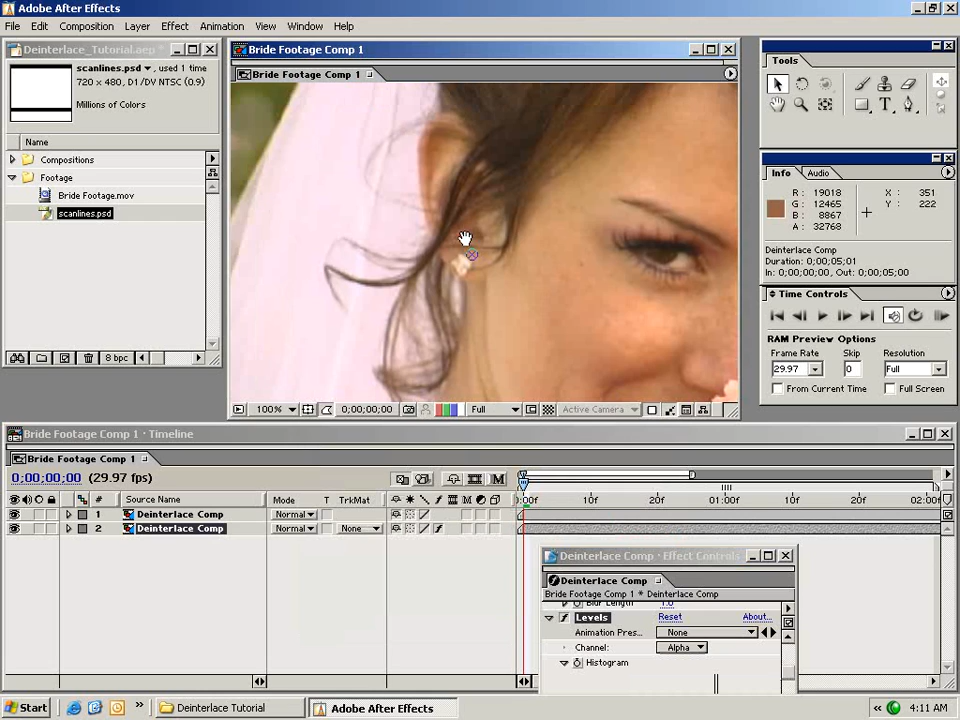 Adobe After Effects
File Edit Composition Layer Effect Animation View Window Help
Deinterlace_Tutorial.aep *
scanlines.psd , used 1 time
720 x 480, D1/DV NTSC (0.9)
Millions of Colors
Name
Compositions
Footage
Bride Footage.mov
scanlines.psd
8 bpc
Bride Footage Comp 1
Bride Footage Comp 1
100% 0;00;00;00 Full Active Camera
Tools
T
Info Audio
R : 19018 X : 351
G : 12465 Y : 222
B : 8867
A : 32768
Deinterlace Comp
Duration: 0;00;05;01
In: 0;00;00;00, Out: 0;00;05;00
Time Controls
RAM Preview Options
Frame Rate Skip Resolution
29.97 0 Full
From Current Time Full Screen
Bride Footage Comp 1 · Timeline
Bride Footage Comp 1
0;00;00;00 (29.97 fps)
):00f 10f 20f 01:00f 10f 20f 02:00f
# Source Name Mode T TrkMat
1 Deinterlace Comp Normal
2 Deinterlace Comp Normal None
Deinterlace Comp · Effect Controls
Deinterlace Comp
Bride Footage Comp 1 * Deinterlace Comp
Blur Length 1.0
Levels Reset About...
Animation Pres... None
Channel: Alpha
Histogram
Start Deinterlace Tutorial Adobe After Effects 4:11 AM